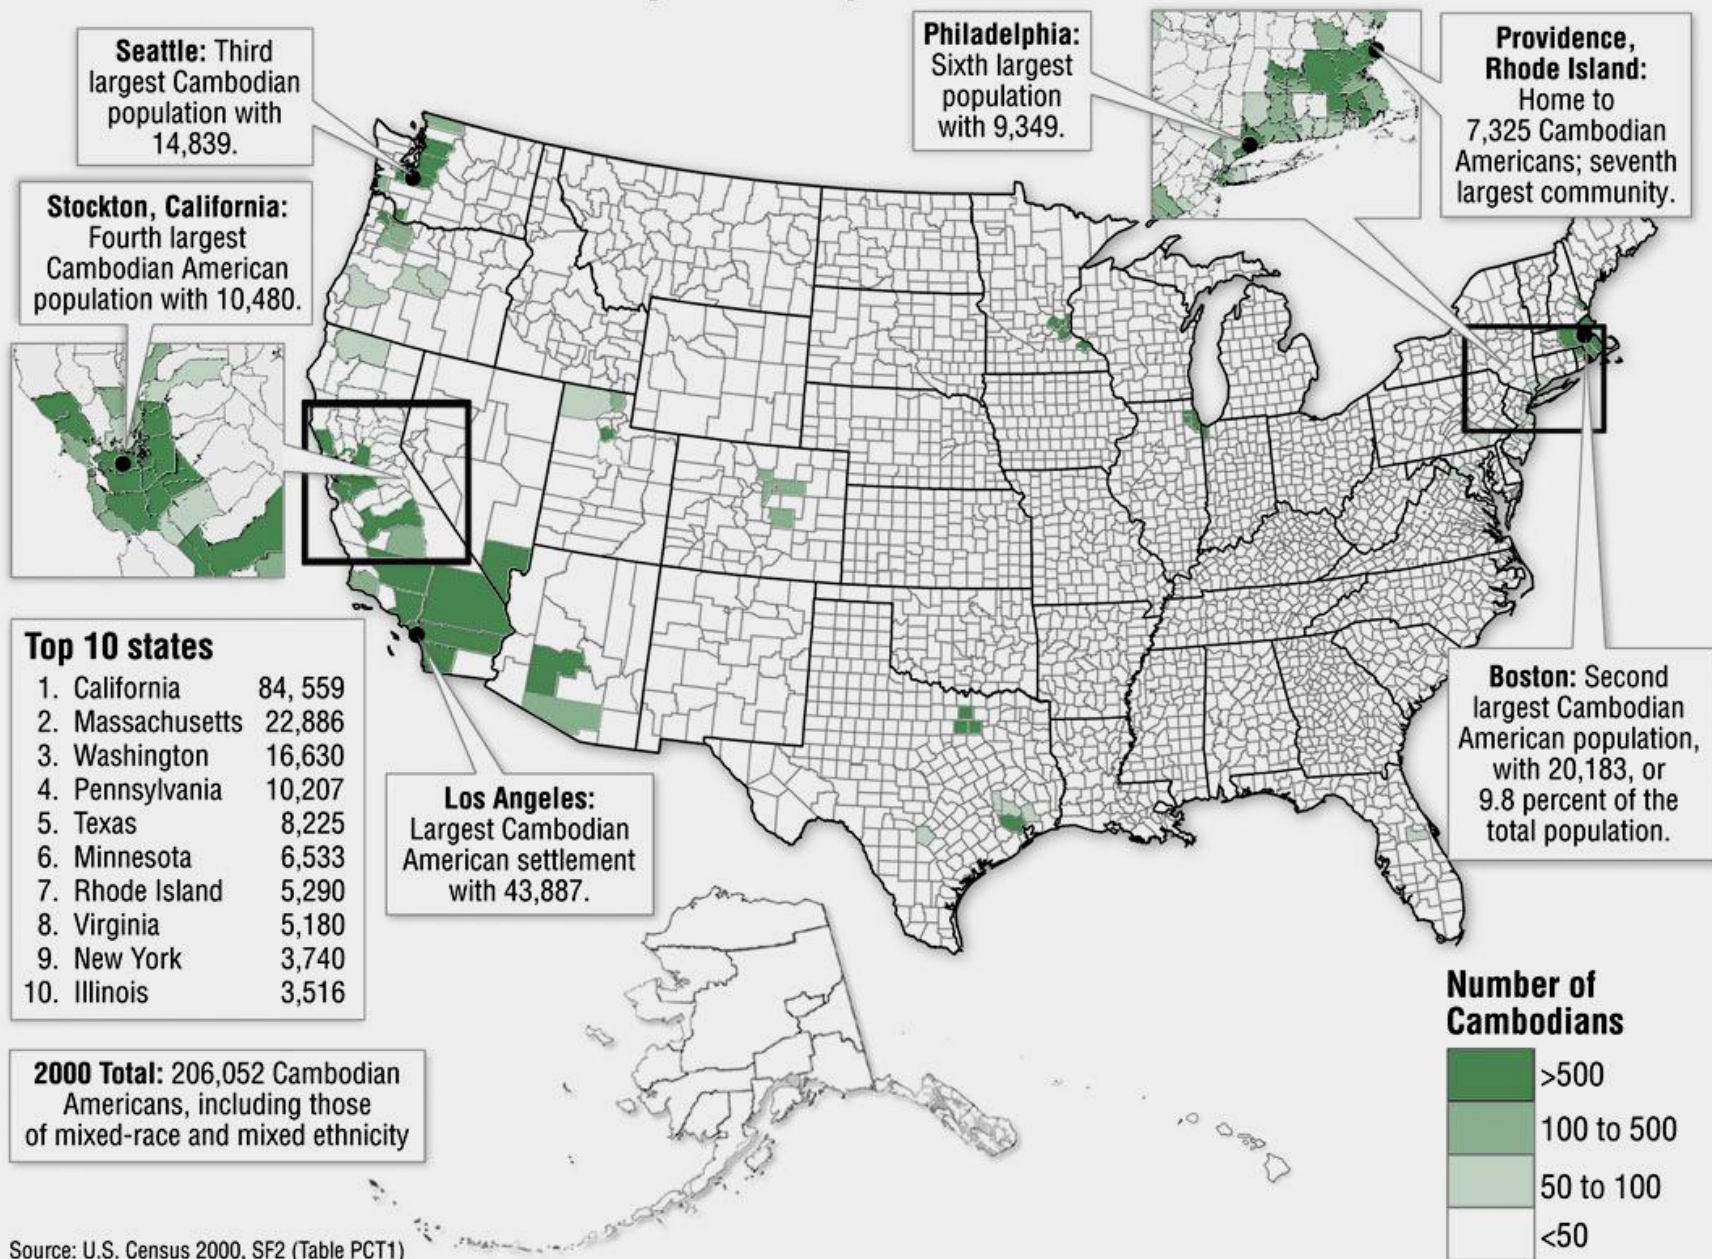 Seattle: Third
largest Cambodian
population with
14,839.
Philadelphia:
Sixth largest
population
with 9,349.
Providence,
Rhode Island:
Home to
7,325 Cambodian
Americans; seventh
largest community.
Stockton, California:
Fourth largest
Cambodian American
population with 10,480.
Top 10 states
1. California 84, 559
2. Massachusetts 22,886
3. Washington 16,630
4. Pennsylvania 10,207
5. Texas 8,225
6. Minnesota 6,533
7. Rhode Island 5,290
8. Virginia 5,180
9. New York 3,740
10. Illinois 3,516
Los Angeles:
Largest Cambodian
American settlement
with 43,887.
Boston: Second
largest Cambodian
American population,
with 20,183, or
9.8 percent of the
total population.
2000 Total: 206,052 Cambodian
Americans, including those
of mixed-race and mixed ethnicity
Number of
Cambodians
>500
100 to 500
50 to 100
<50
Source: U.S. Census 2000, SF2 (Table PCT1)